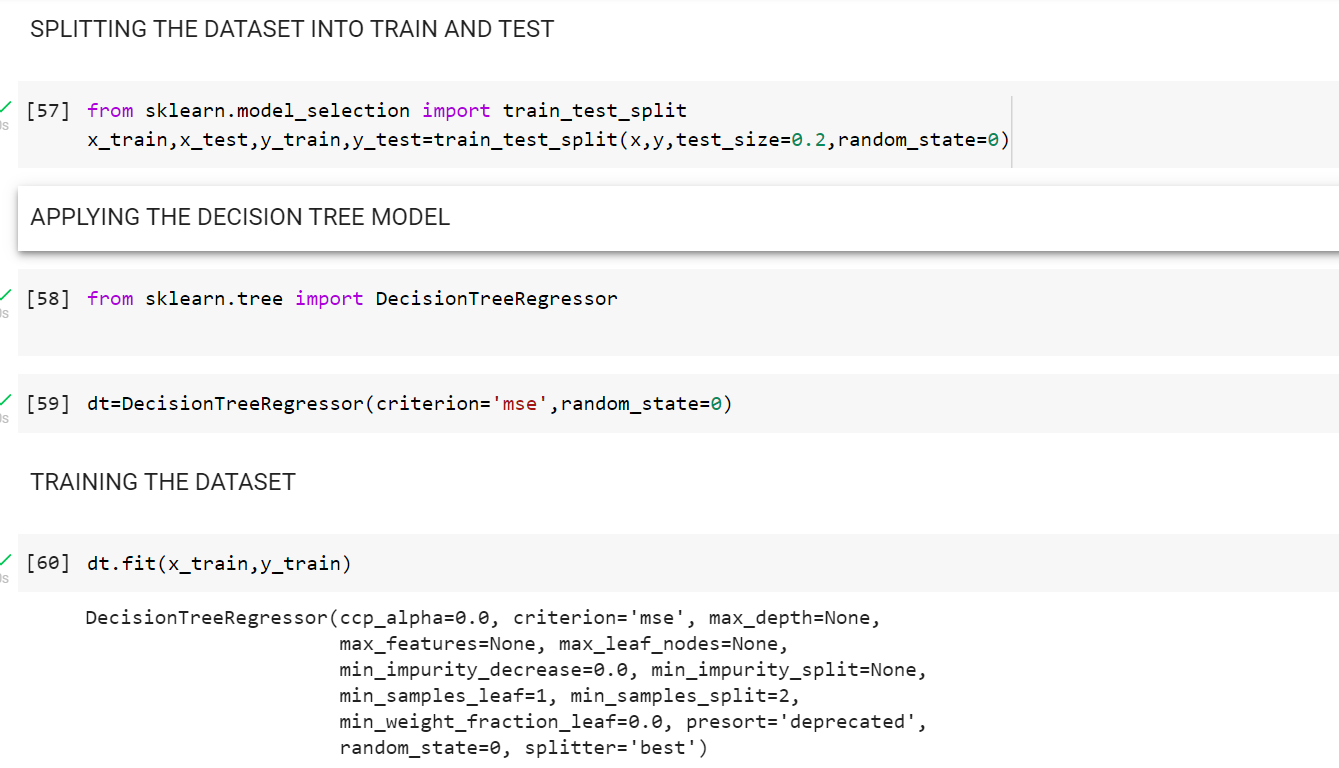 SPLITTING THE DATASET INTO TRAIN AND TEST
[57] from sklearn.model_selection import train_test_split
x_train,x_test,y_train,y_test=train_test_split(x,y,test_size=0.2,random_state=0)
APPLYING THE DECISION TREE MODEL
[58] from sklearn.tree import DecisionTreeRegressor
[59] dt=DecisionTreeRegressor(criterion='mse',random_state=0)
TRAINING THE DATASET
[60] dt.fit(x_train,y_train)
DecisionTreeRegressor(ccp_alpha=0.0, criterion='mse', max_depth=None,
max_features=None, max_leaf_nodes=None,
min_impurity_decrease=0.0, min_impurity_split=None,
min_samples_leaf=1, min_samples_split=2,
min_weight_fraction_leaf=0.0, presort='deprecated',
random_state=0, splitter='best')